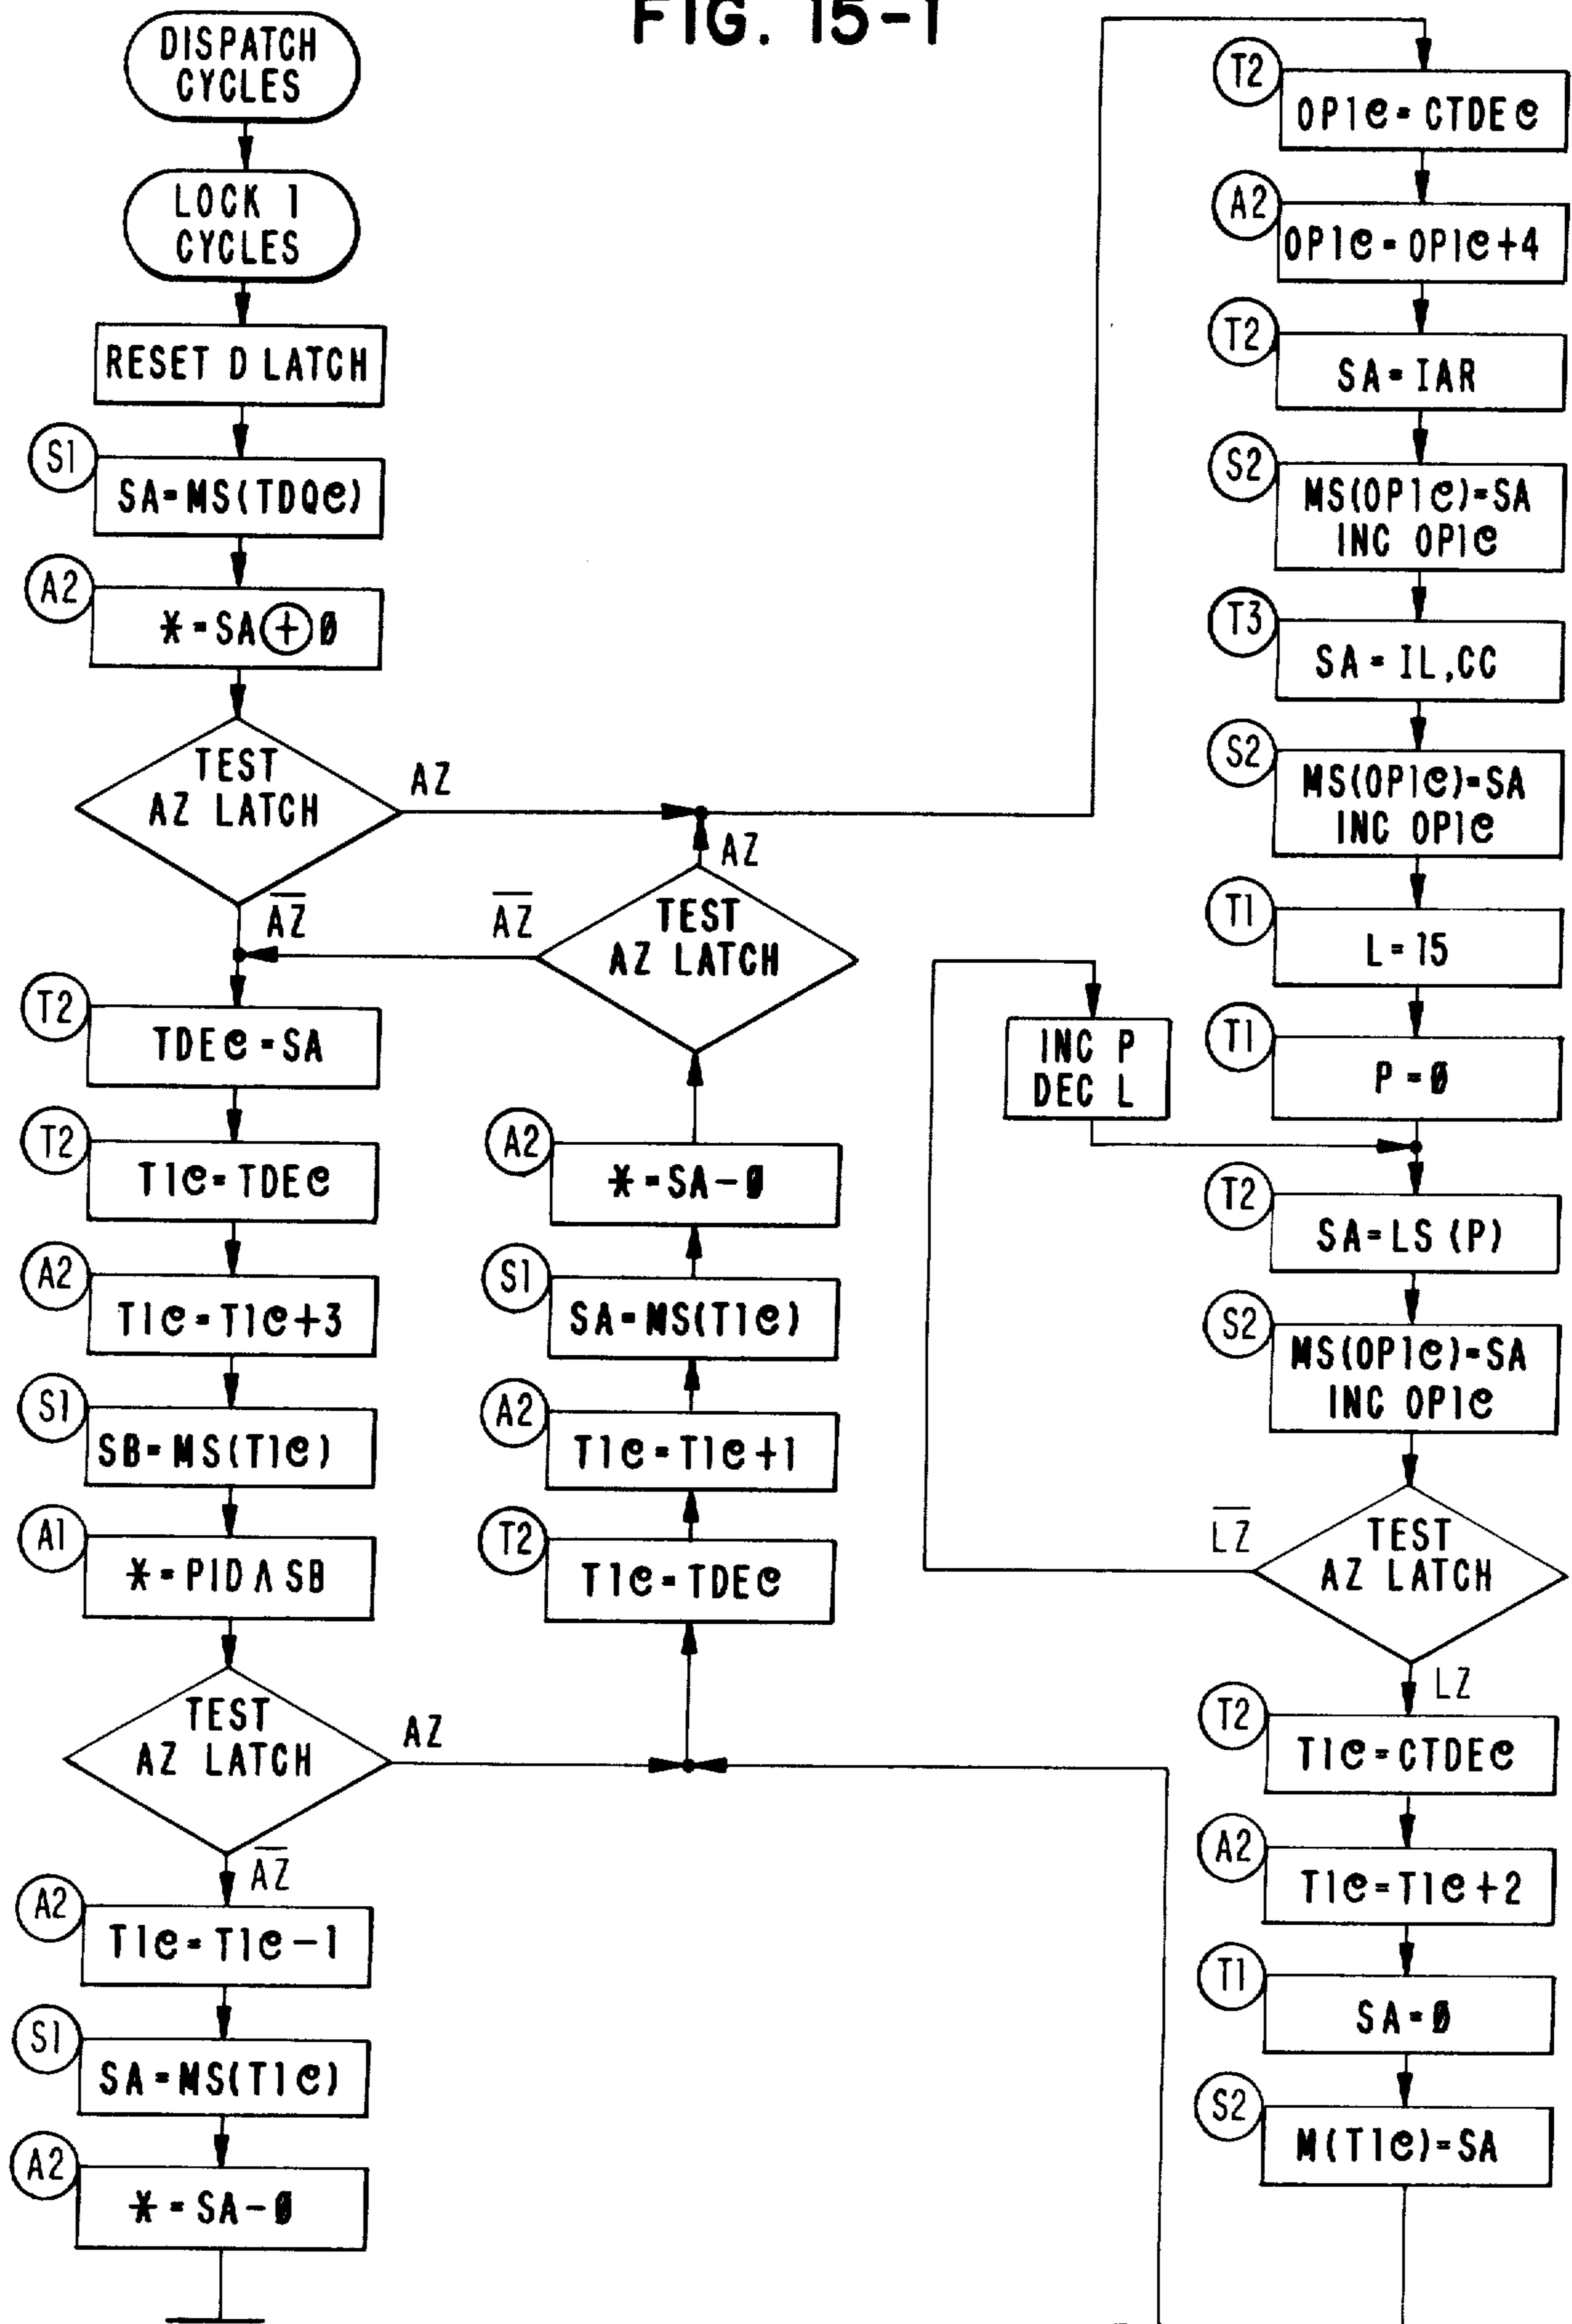 FIG. 15-1
DISPATCH
CYCLES
LOCK 1
CYCLES
RESET D LATCH
S1
SA=MS(TDQ@)
A2
*=SA⊕0
TEST
AZ LATCH
AZ
A̅Z̅
T2
TDE@=SA
T2
T1@=TDE@
A2
T1@=T1@+3
S1
SB=MS(T1@)
A1
*=PIDΛSB
TEST
AZ LATCH
AZ
A̅Z̅
A2
T1@=T1@-1
S1
SA=MS(T1@)
A2
*=SA-0
AZ
A̅Z̅
TEST
AZ LATCH
A2
*=SA-0
S1
SA=MS(T1@)
A2
T1@=T1@+1
T2
T1@=TDE@
T2
OP1@=CTDE@
A2
OP1@=OP1@+4
T2
SA=IAR
S2
MS(OP1@)=SA
INC OP1@
T3
SA=IL,CC
S2
MS(OP1@)=SA
INC OP1@
T1
L=15
T1
P=0
INC P
DEC L
T2
SA=LS(P)
S2
MS(OP1@)=SA
INC OP1@
L̅Z̅
TEST
AZ LATCH
LZ
T2
T1@=CTDE@
A2
T1@=T1@+2
T1
SA=0
S2
M(T1@)=SA